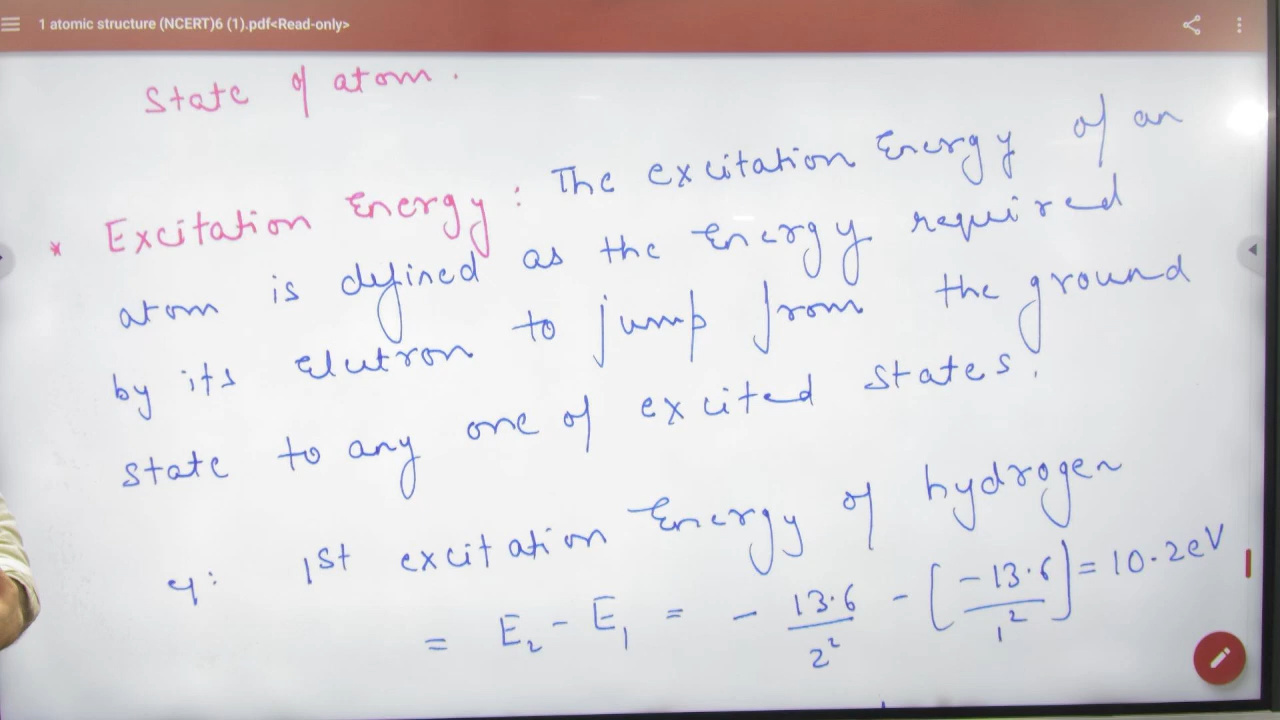 1 atomic structure (NCERT)6 (1).pdf<Read-only>
State of atom.
* Excitation Energy: The excitation Energy of an
atom is defined as the Energy required
by its electron to jump from the ground
state to any one of excited states.
eg: 1st excitation Energy of hydrogen
= E₂ - E₁ = - 13.6/2² - [-13.6/1²] = 10.2eV